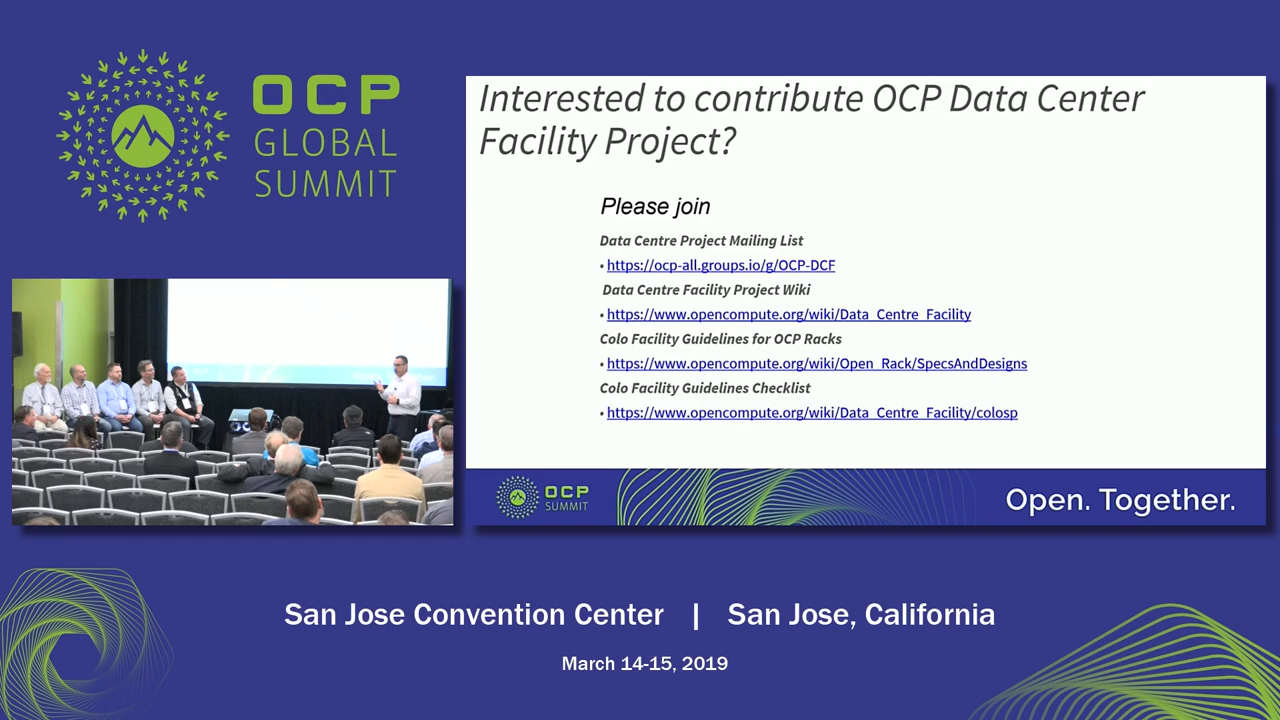 OCP
GLOBAL
SUMMIT
Interested to contribute OCP Data Center
Facility Project?
Please join
Data Centre Project Mailing List
• https://ocp-all.groups.io/g/OCP-DCF
Data Centre Facility Project Wiki
• https://www.opencompute.org/wiki/Data_Centre_Facility
Colo Facility Guidelines for OCP Racks
• https://www.opencompute.org/wiki/Open_Rack/SpecsAndDesigns
Colo Facility Guidelines Checklist
• https://www.opencompute.org/wiki/Data_Centre_Facility/colosp
OCP
SUMMIT
Open. Together.
San Jose Convention Center | San Jose, California
March 14-15, 2019